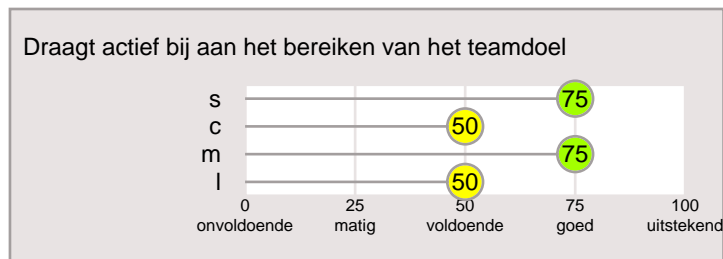 Draagt actief bij aan het bereiken van het teamdoel
s 75
c 50
m 75
l 50
0 25 50 75 100
onvoldoende matig voldoende goed uitstekend